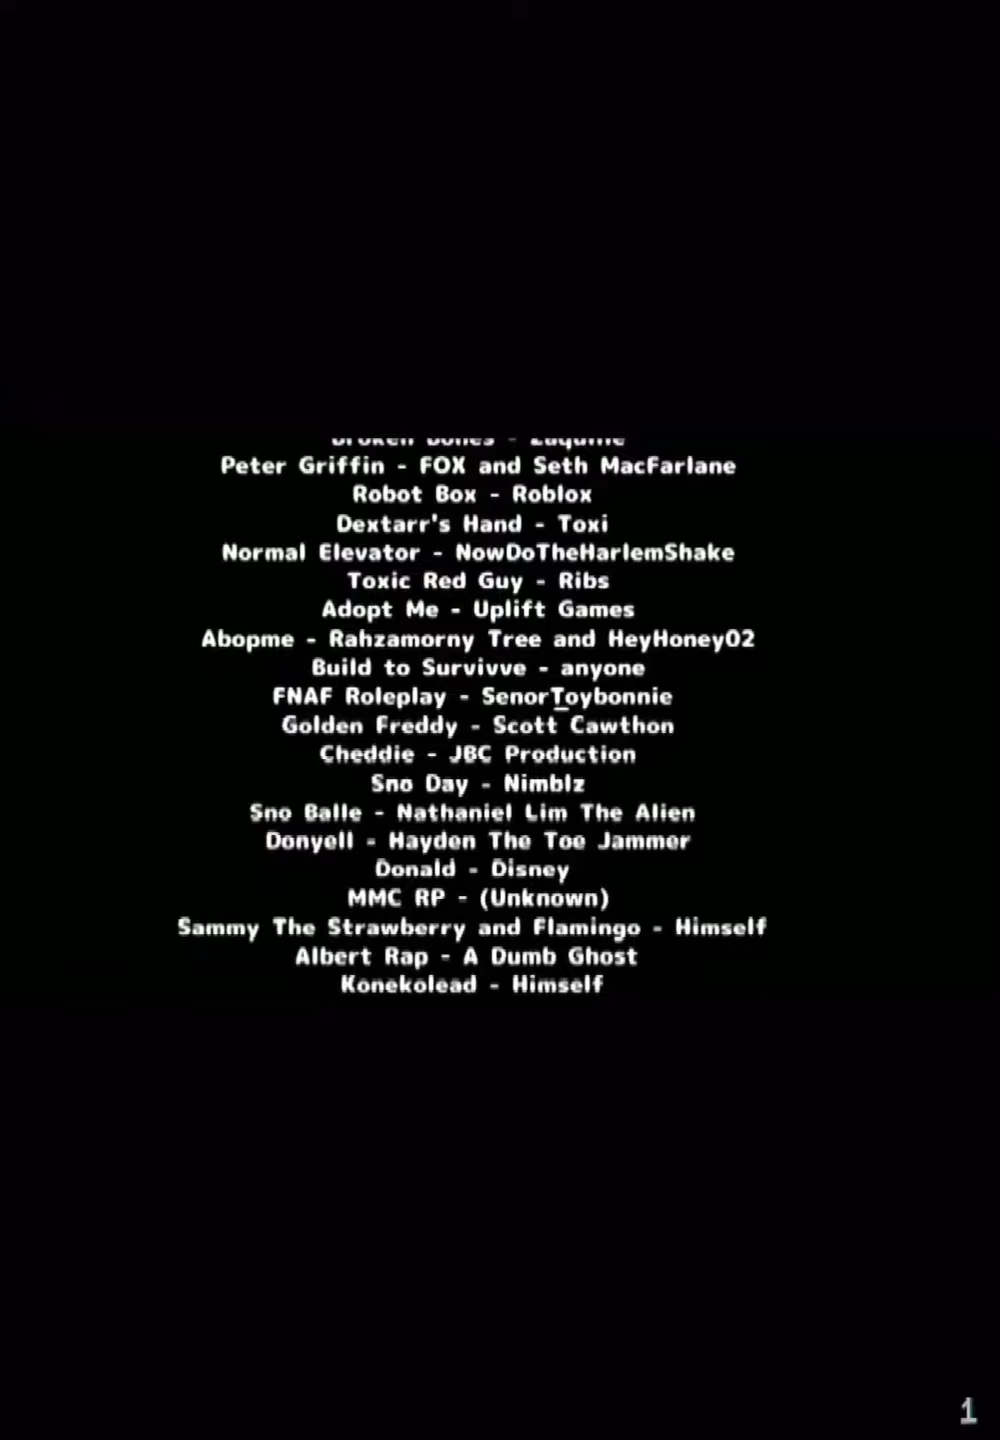 Broken Bones - Zaquille
Peter Griffin - FOX and Seth MacFarlane
Robot Box - Roblox
Dextarr's Hand - Toxi
Normal Elevator - NowDoTheHarlemShake
Toxic Red Guy - Ribs
Adopt Me - Uplift Games
Abopme - Rahzamorny Tree and HeyHoney02
Build to Survivve - anyone
FNAF Roleplay - SenorToybonnie
Golden Freddy - Scott Cawthon
Cheddie - JBC Production
Sno Day - Nimblz
Sno Balle - Nathaniel Lim The Alien
Donyell - Hayden The Toe Jammer
Donald - Disney
MMC RP - (Unknown)
Sammy The Strawberry and Flamingo - Himself
Albert Rap - A Dumb Ghost
Konekolead - Himself
1